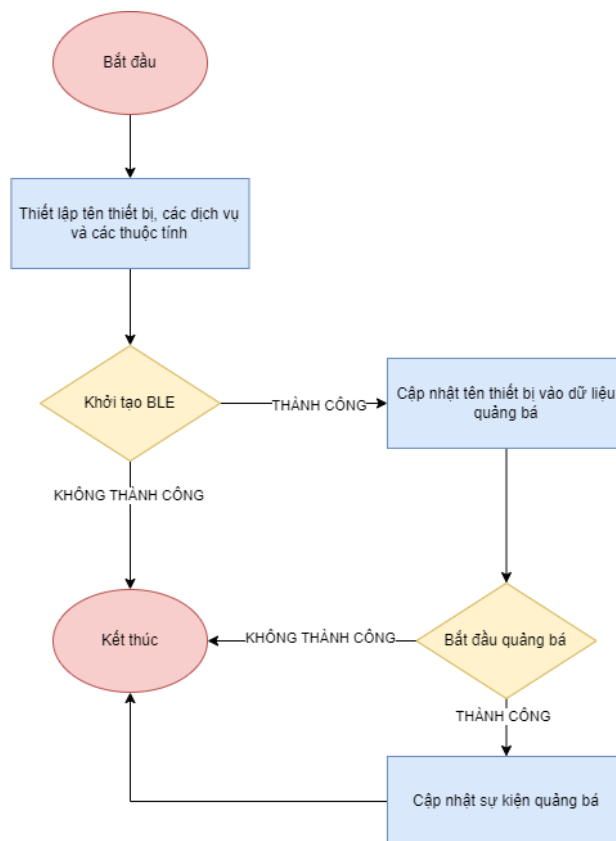 Bắt đầu
Thiết lập tên thiết bị, các dịch vụ
và các thuộc tính
Khởi tạo BLE
THÀNH CÔNG
Cập nhật tên thiết bị vào dữ liệu
quảng bá
KHÔNG THÀNH CÔNG
Kết thúc
KHÔNG THÀNH CÔNG
Bắt đầu quảng bá
THÀNH CÔNG
Cập nhật sự kiện quảng bá